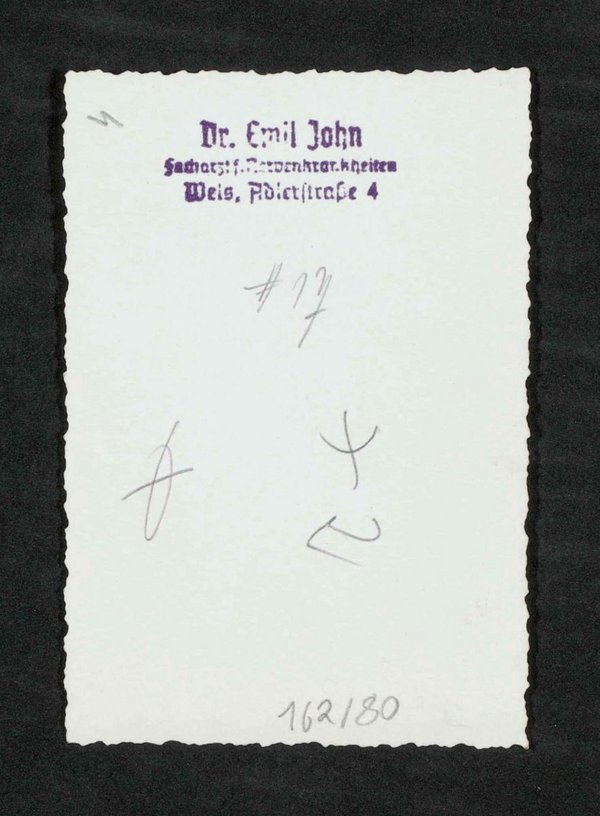 Dr. Emil John
Facharzt f. Nervenkrankheiten
Wels, Adlerstraße 4
# 17
162/80